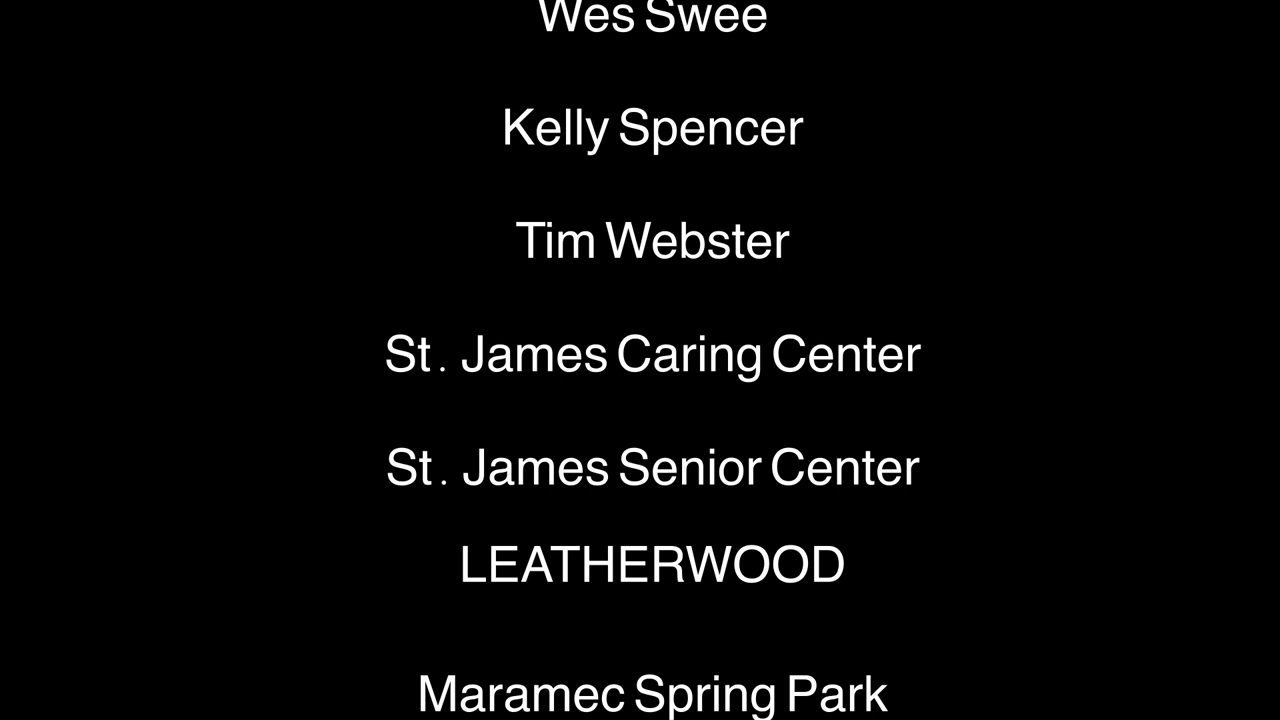 Wes Swee
Kelly Spencer
Tim Webster
St. James Caring Center
St. James Senior Center
LEATHERWOOD
Maramec Spring Park